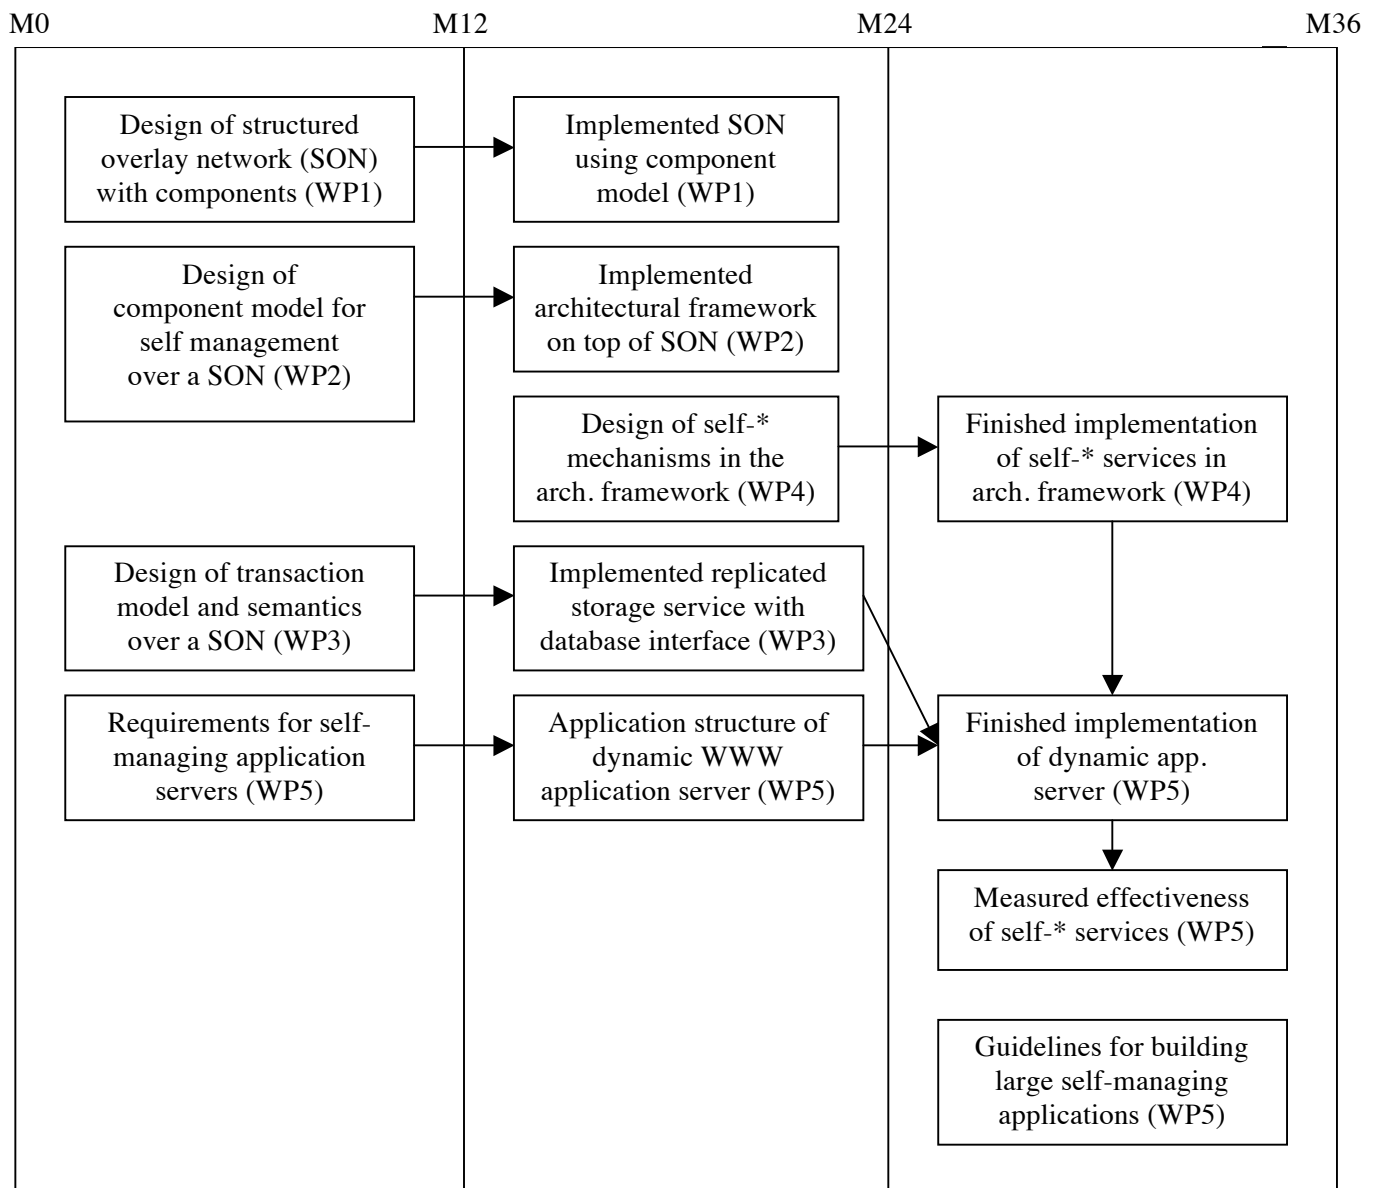 M0
M12
M24
M36
Design of structured
overlay network (SON)
with components (WP1)
Implemented SON
using component
model (WP1)
Design of
component model for
self management
over a SON (WP2)
Implemented
architectural framework
on top of SON (WP2)
Design of self-*
mechanisms in the
arch. framework (WP4)
Finished implementation
of self-* services in
arch. framework (WP4)
Design of transaction
model and semantics
over a SON (WP3)
Implemented replicated
storage service with
database interface (WP3)
Requirements for self-
managing application
servers (WP5)
Application structure of
dynamic WWW
application server (WP5)
Finished implementation
of dynamic app.
server (WP5)
Measured effectiveness
of self-* services (WP5)
Guidelines for building
large self-managing
applications (WP5)